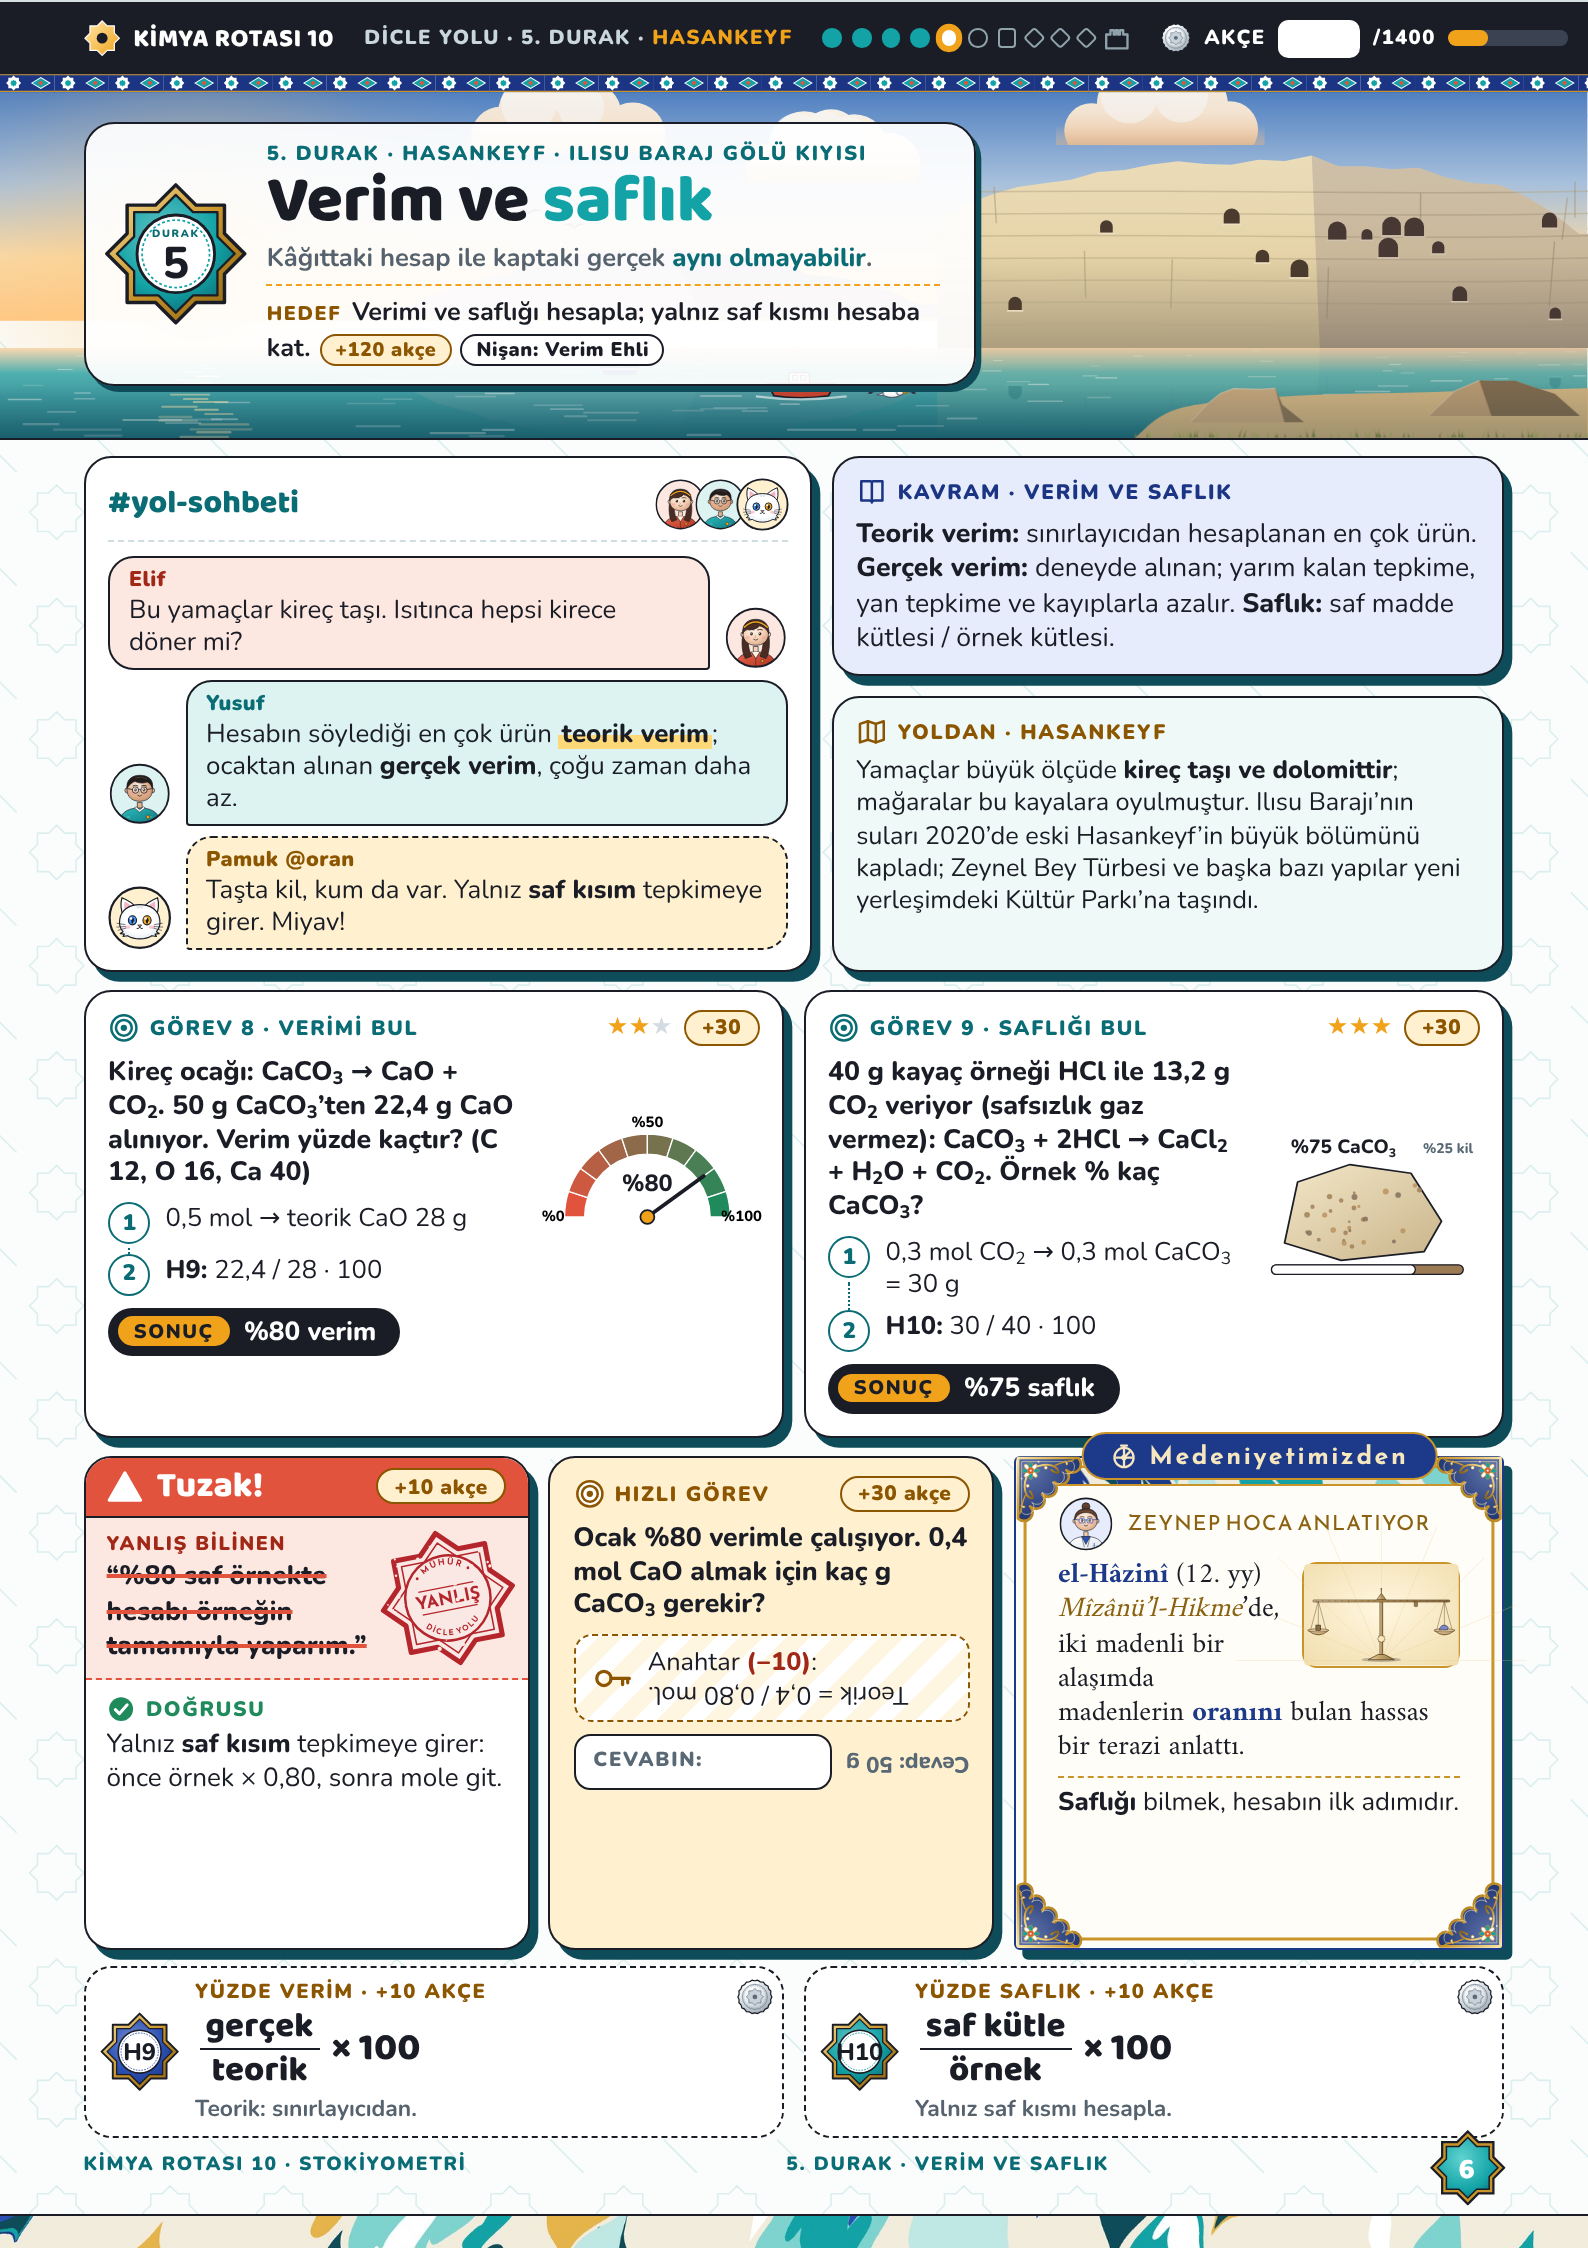 KİMYA ROTASI 10 DİCLE YOLU · 5. DURAK · HASANKEYF AKÇE /1400
5. DURAK · HASANKEYF · ILISU BARAJ GÖLÜ KIYISI
DURAK
5
Verim ve saflık
Kâğıttaki hesap ile kaptaki gerçek aynı olmayabilir.
HEDEF Verimi ve saflığı hesapla; yalnız saf kısmı hesaba
kat. +120 akçe Nişan: Verim Ehli
#yol-sohbeti
Elif
Bu yamaçlar kireç taşı. Isıtınca hepsi kirece
döner mi?
Yusuf
Hesabın söylediği en çok ürün teorik verim;
ocaktan alınan gerçek verim, çoğu zaman daha
az.
Pamuk @oran
Taşta kil, kum da var. Yalnız saf kısım tepkimeye
girer. Miyav!
KAVRAM · VERİM VE SAFLIK
Teorik verim: sınırlayıcıdan hesaplanan en çok ürün.
Gerçek verim: deneyde alınan; yarım kalan tepkime,
yan tepkime ve kayıplarla azalır. Saflık: saf madde
kütlesi / örnek kütlesi.
YOLDAN · HASANKEYF
Yamaçlar büyük ölçüde kireç taşı ve dolomittir;
mağaralar bu kayalara oyulmuştur. Ilısu Barajı’nın
suları 2020’de eski Hasankeyf’in büyük bölümünü
kapladı; Zeynel Bey Türbesi ve başka bazı yapılar yeni
yerleşimdeki Kültür Parkı’na taşındı.
GÖREV 8 · VERİMİ BUL +30
Kireç ocağı: CaCO₃ → CaO +
CO₂. 50 g CaCO₃’ten 22,4 g CaO
alınıyor. Verim yüzde kaçtır? (C
12, O 16, Ca 40)
1 0,5 mol → teorik CaO 28 g
2 H9: 22,4 / 28 · 100
SONUÇ %80 verim
%50
%80
%0 %100
GÖREV 9 · SAFLIĞI BUL +30
40 g kayaç örneği HCl ile 13,2 g
CO₂ veriyor (safsızlık gaz
vermez): CaCO₃ + 2HCl → CaCl₂
+ H₂O + CO₂. Örnek % kaç
CaCO₃?
1 0,3 mol CO₂ → 0,3 mol CaCO₃
= 30 g
2 H10: 30 / 40 · 100
SONUÇ %75 saflık
%75 CaCO₃ %25 kil
Tuzak! +10 akçe
YANLIŞ BİLİNEN
“%80 saf örnekte
hesabı örneğin
tamamıyla yaparım.”
MÜHÜR
YANLIŞ
DİCLE YOLU
DOĞRUSU
Yalnız saf kısım tepkimeye girer:
önce örnek × 0,80, sonra mole git.
HIZLI GÖREV +30 akçe
Ocak %80 verimle çalışıyor. 0,4
mol CaO almak için kaç g
CaCO₃ gerekir?
Anahtar (−10):
Teorik = 0,4 / 0,80 mol.
CEVABIN: Cevap: 50 g
Medeniyetimizden
ZEYNEP HOCA ANLATIYOR
el-Hâzinî (12. yy)
Mîzânü’l-Hikme’de,
iki madenli bir
alaşımda
madenlerin oranını bulan hassas
bir terazi anlattı.
Saflığı bilmek, hesabın ilk adımıdır.
YÜZDE VERİM · +10 AKÇE
H9
gerçek
teorik
× 100
Teorik: sınırlayıcıdan.
YÜZDE SAFLIK · +10 AKÇE
H10
saf kütle
örnek
× 100
Yalnız saf kısmı hesapla.
KİMYA ROTASI 10 · STOKİYOMETRİ 5. DURAK · VERİM VE SAFLIK 6